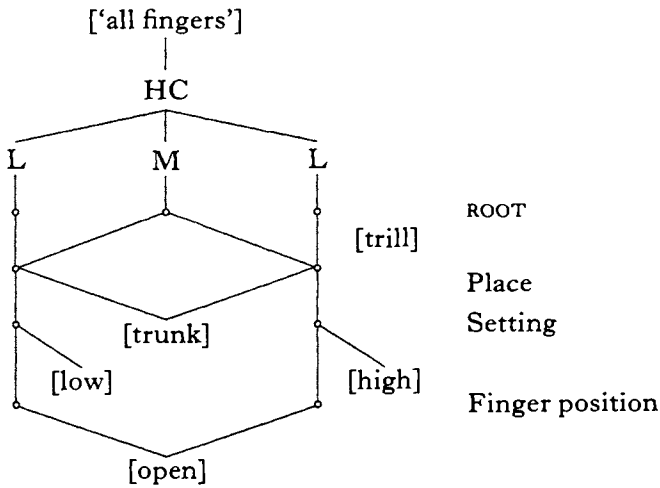 ['all fingers']
HC
L M L
ROOT
[trill]
Place
[trunk] Setting
[low] [high]
Finger position
[open]